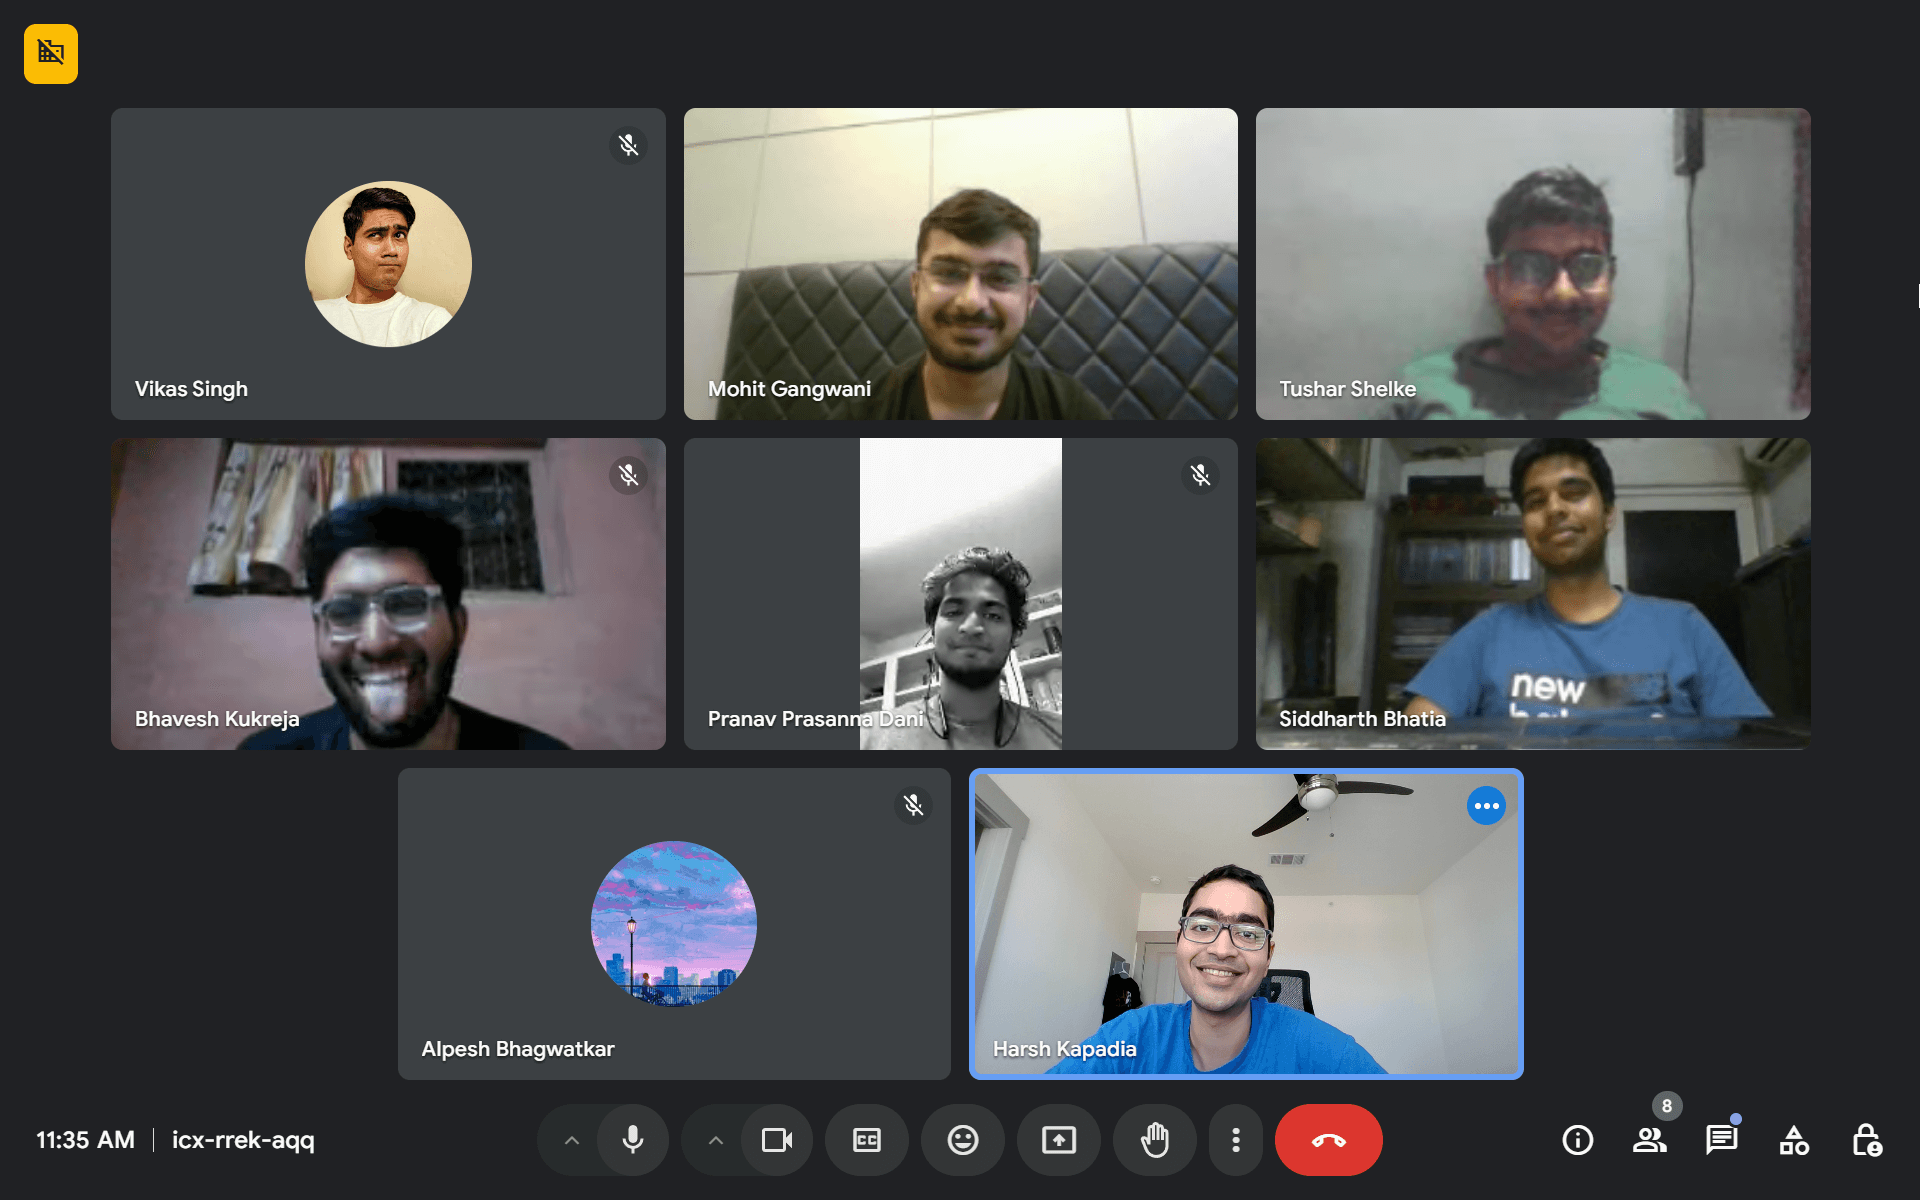 Vikas Singh
Mohit Gangwani
Tushar Shelke
Bhavesh Kukreja
Pranav Prasanna Dani
new
Siddharth Bhatia
Alpesh Bhagwatkar
Harsh Kapadia
8
11:35 AM
icx-rrek-aqq
CC